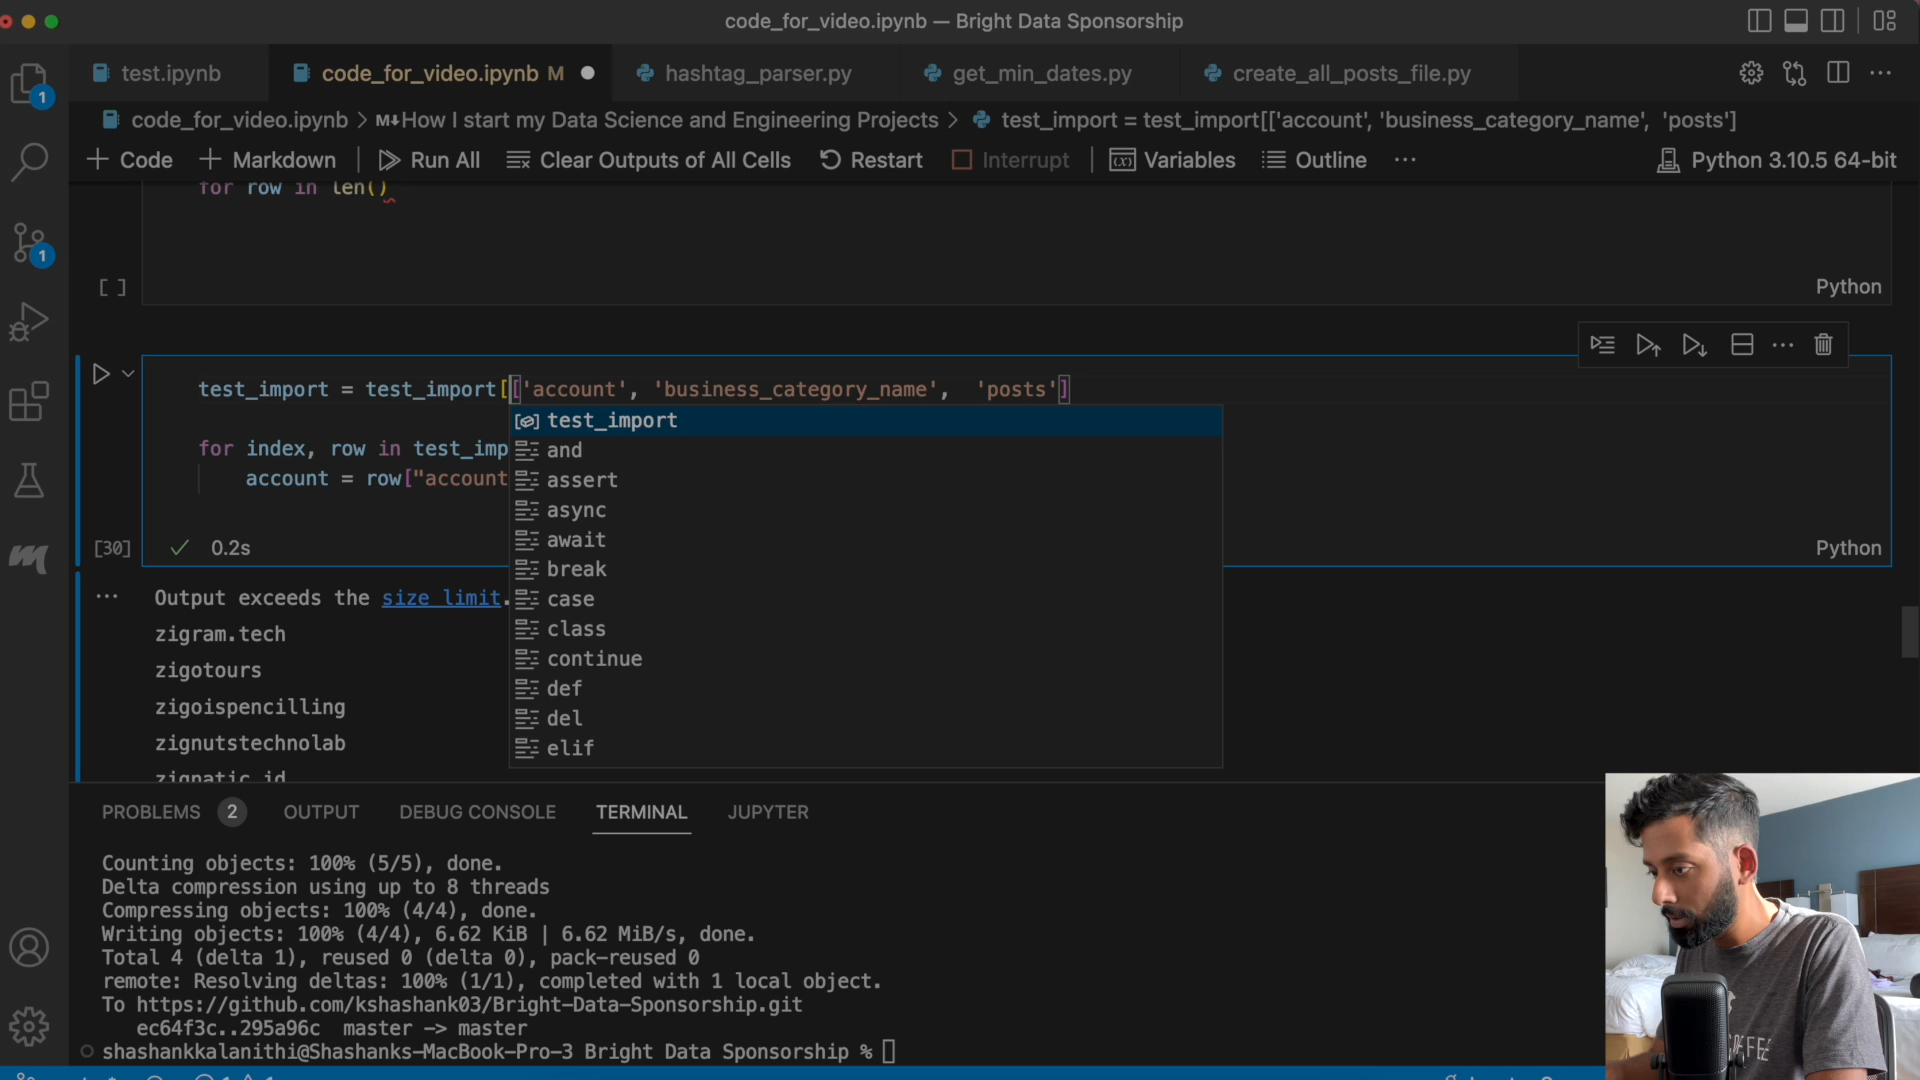 code_for_video.ipynb — Bright Data Sponsorship
test.ipynb code_for_video.ipynb M hashtag_parser.py get_min_dates.py create_all_posts_file.py
code_for_video.ipynb > M↓How I start my Data Science and Engineering Projects > test_import = test_import[['account', 'business_category_name', 'posts']
+ Code + Markdown | Run All Clear Outputs of All Cells Restart Interrupt | Variables Outline ··· Python 3.10.5 64-bit
for row in len()
[ ] Python
test_import = test_import[['account', 'business_category_name', 'posts']
test_import
for index, row in test_imp
and
account = row["account
assert
async
await
[30] 0.2s Python
break
case
class
continue
def
del
elif
··· Output exceeds the size limit.
zigram.tech
zigotours
zigoispencilling
zignutstechnolab
zignatic.id
PROBLEMS 2 OUTPUT DEBUG CONSOLE TERMINAL JUPYTER
Counting objects: 100% (5/5), done.
Delta compression using up to 8 threads
Compressing objects: 100% (4/4), done.
Writing objects: 100% (4/4), 6.62 KiB | 6.62 MiB/s, done.
Total 4 (delta 1), reused 0 (delta 0), pack-reused 0
remote: Resolving deltas: 100% (1/1), completed with 1 local object.
To https://github.com/kshashank03/Bright-Data-Sponsorship.git
ec64f3c..295a96c master -> master
shashankkalanithi@Shashanks-MacBook-Pro-3 Bright Data Sponsorship %